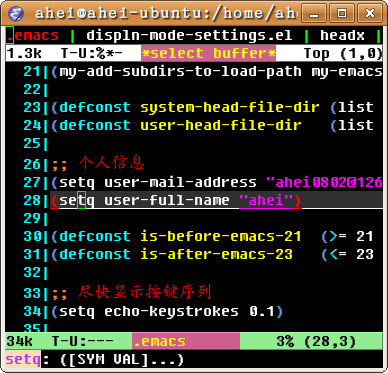 ahei@ahei-ubuntu:/home/ahe
.emacs | displn-mode-settings.el | headx |
1.3k T-U:%*- *select buffer* Top (1,0)
21|(my-add-subdirs-to-load-path my-emacs
22|
23|(defconst system-head-file-dir (list
24|(defconst user-head-file-dir (list
25|
26|;; 个人信息
27|(setq user-mail-address "ahei0802@126
28|(setq user-full-name "ahei")
29|
30|(defconst is-before-emacs-21 (>= 21
31|(defconst is-after-emacs-23 (<= 23
32|
33|;; 尽快显示按键序列
34|(setq echo-keystrokes 0.1)
35|
34k T-U:--- .emacs 3% (28,3)
setq: ([SYM VAL]...)